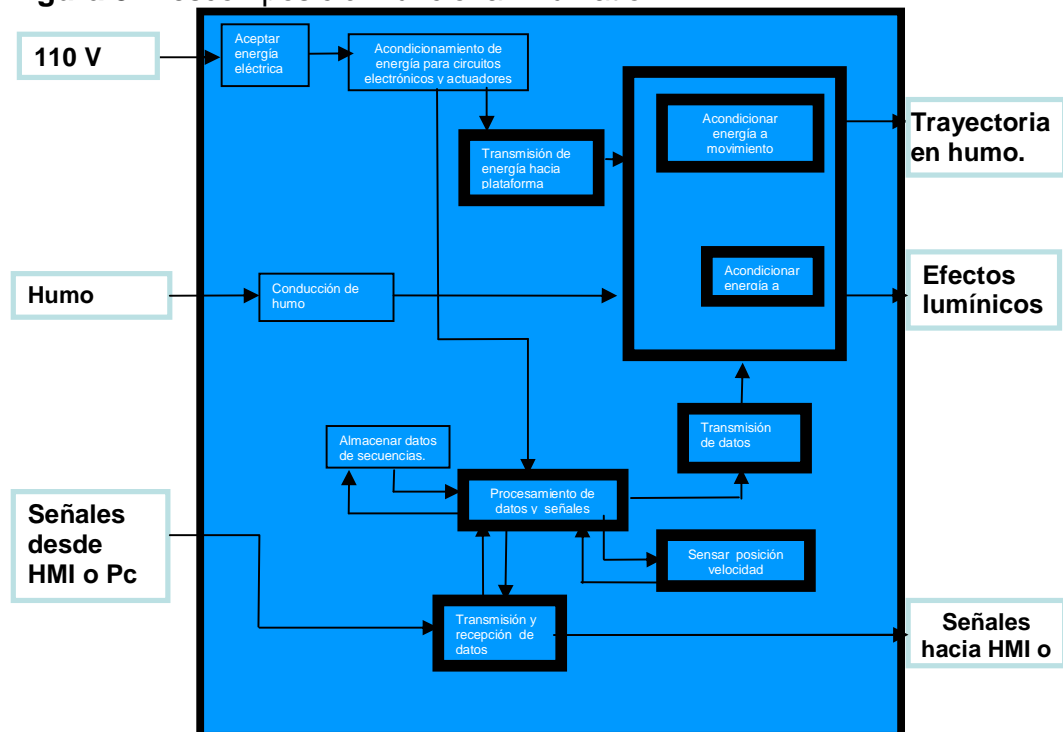 110 V
Aceptar
energía
eléctrica
Acondicionamiento de
energía para circuitos
electrónicos y actuadores
Transmisión de
energía hacia
plataforma
Acondicionar
energía a
movimiento
Trayectoria
en humo.
Humo
Conducción de
humo
Acondicionar
energía a
Efectos
lumínicos
Almacenar datos
de secuencias.
Transmisión
de datos
Procesamiento de
datos y señales
Señales
desde
HMI o Pc
Sensar posición
velocidad
Transmisión y
recepción de
datos
Señales
hacia HMI o